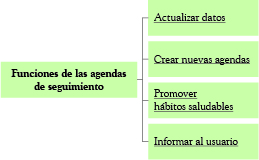 Funciones de las agendas
de seguimiento
Actualizar datos
Crear nuevas agendas
Promover
hábitos saludables
Informar al usuario